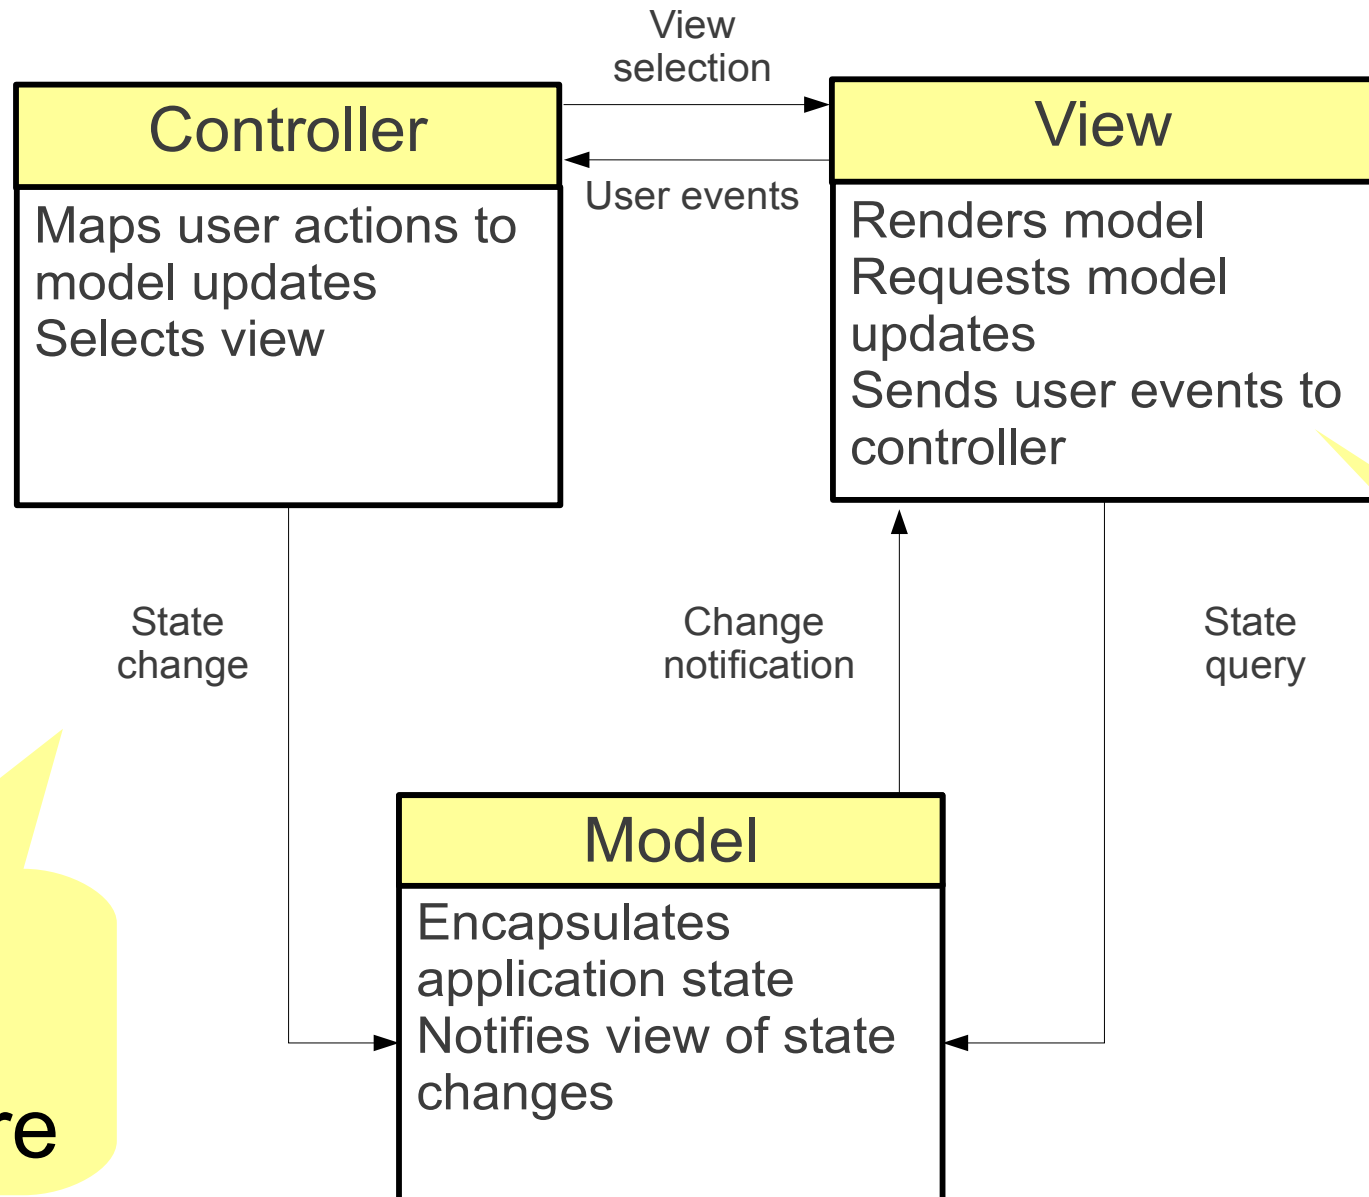 View
selection
Controller
View
User events
Maps user actions to
model updates
Selects view
Renders model
Requests model
updates
Sends user events to
controller
State
change
Change
notification
State
query
Model
Encapsulates
application state
Notifies view of state
changes